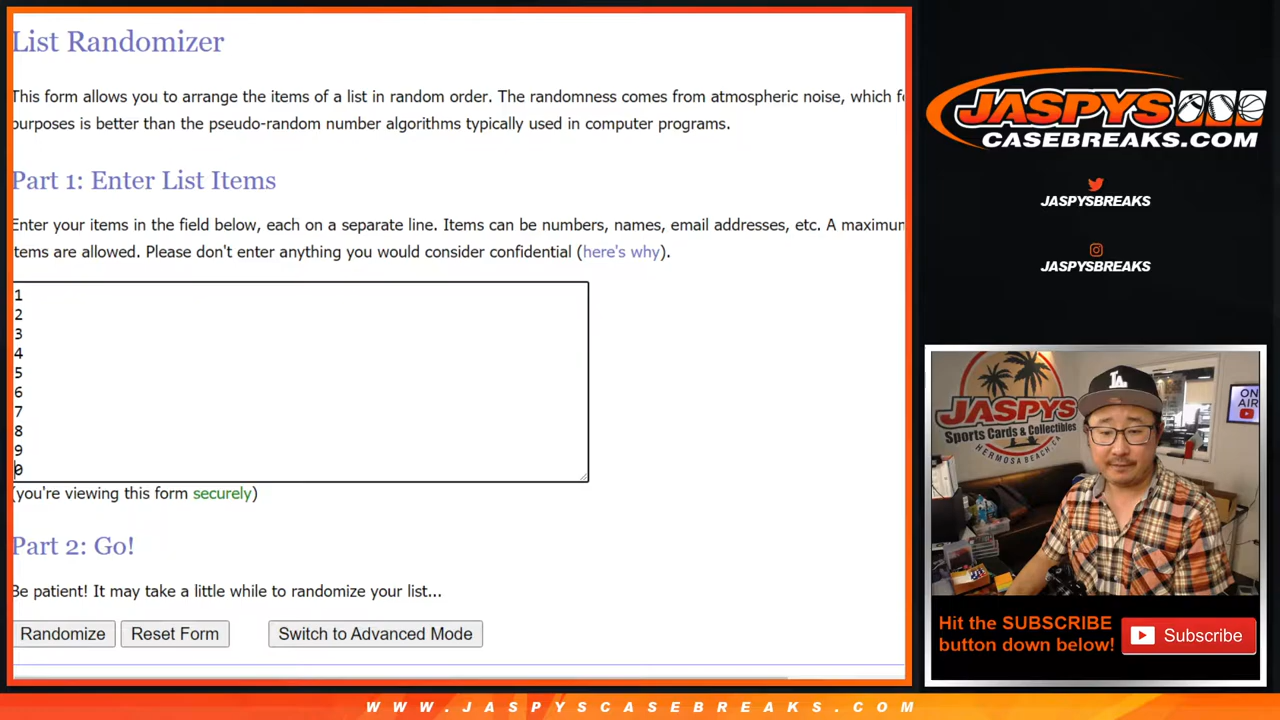 List Randomizer
This form allows you to arrange the items of a list in random order. The randomness comes from atmospheric noise, which f
purposes is better than the pseudo-random number algorithms typically used in computer programs.
Part 1: Enter List Items
Enter your items in the field below, each on a separate line. Items can be numbers, names, email addresses, etc. A maximum
items are allowed. Please don't enter anything you would consider confidential (here's why).
1
2
3
4
5
6
7
8
9
0
(you're viewing this form securely)
Part 2: Go!
Be patient! It may take a little while to randomize your list...
Randomize Reset Form Switch to Advanced Mode
JASPYS
CASEBREAKS.COM
JASPYSBREAKS
JASPYSBREAKS
JASPYS
Sports Cards & Collectibles
HERMOSA BEACH, CA
LA
ON
AIR
Hit the SUBSCRIBE
button down below!
Subscribe
WWW.JASPYSCASEBREAKS.COM